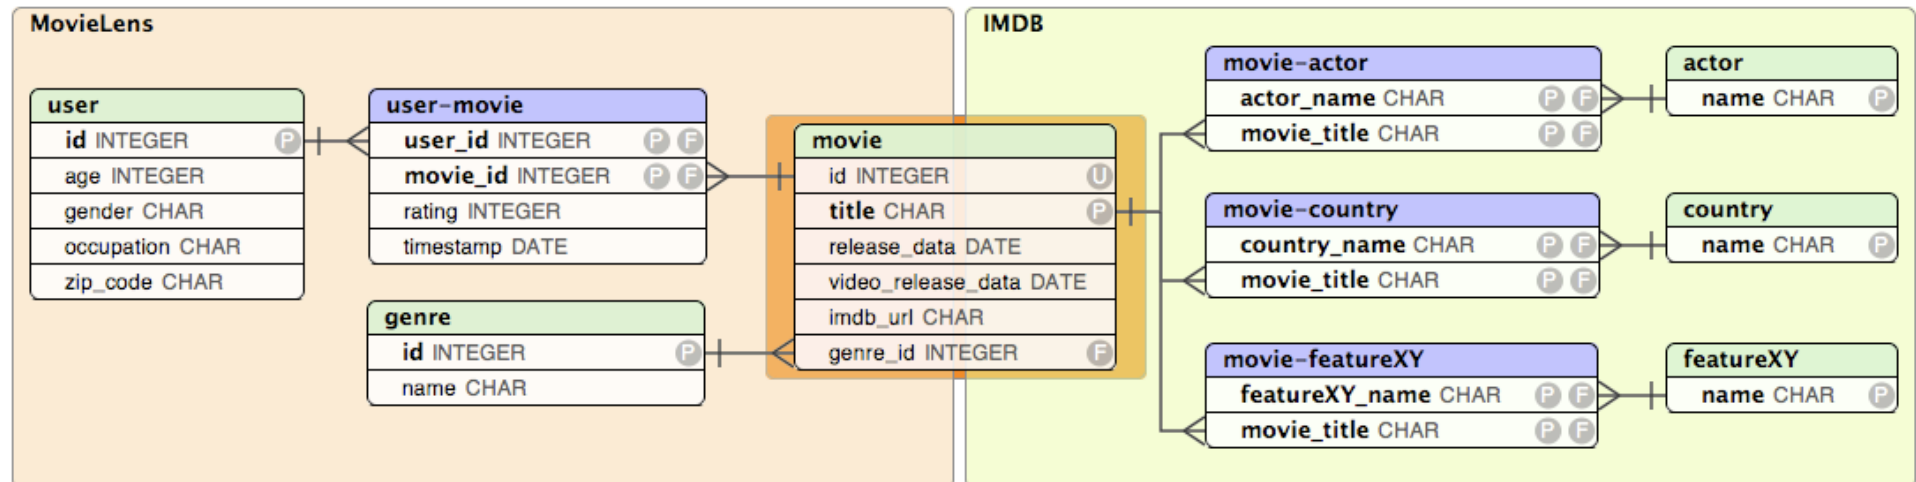 MovieLens
user
id INTEGER P
age INTEGER
gender CHAR
occupation CHAR
zip_code CHAR
user-movie
user_id INTEGER P F
movie_id INTEGER P F
rating INTEGER
timestamp DATE
genre
id INTEGER P
name CHAR
movie
id INTEGER U
title CHAR P
release_data DATE
video_release_data DATE
imdb_url CHAR
genre_id INTEGER F
IMDB
movie-actor
actor_name CHAR P F
movie_title CHAR P F
actor
name CHAR P
movie-country
country_name CHAR P F
movie_title CHAR P F
country
name CHAR P
movie-featureXY
featureXY_name CHAR P F
movie_title CHAR P F
featureXY
name CHAR P